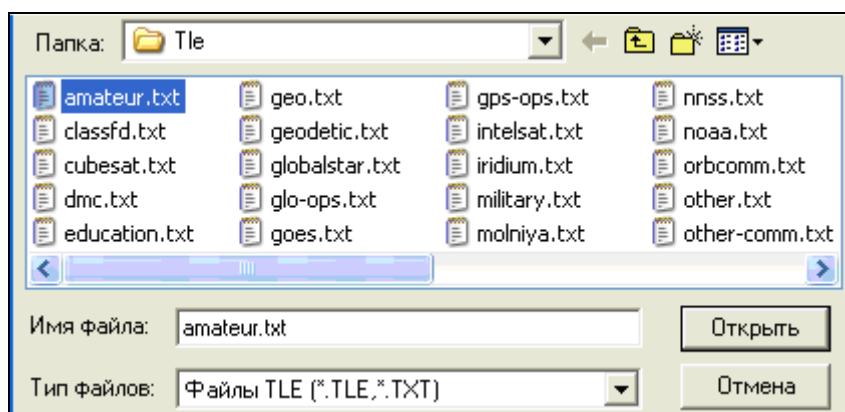 Папка: Tle
amateur.txt geo.txt gps-ops.txt nnss.txt
classfd.txt geodetic.txt intelsat.txt noaa.txt
cubesat.txt globalstar.txt iridium.txt orbcomm.txt
dmc.txt glo-ops.txt military.txt other.txt
education.txt goes.txt molniya.txt other-comm.txt
Имя файла: amateur.txt Открыть
Тип файлов: Файлы TLE (*.TLE,*.TXT) Отмена